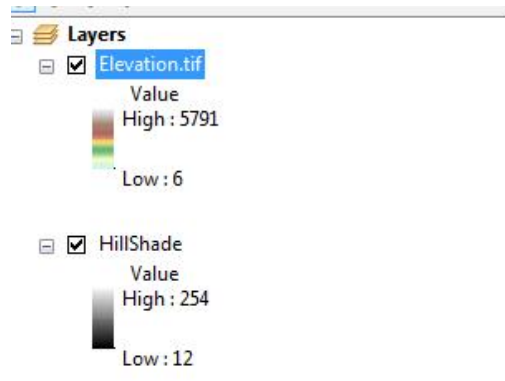 Layers
Elevation.tif
Value
High : 5791
Low : 6
HillShade
Value
High : 254
Low : 12